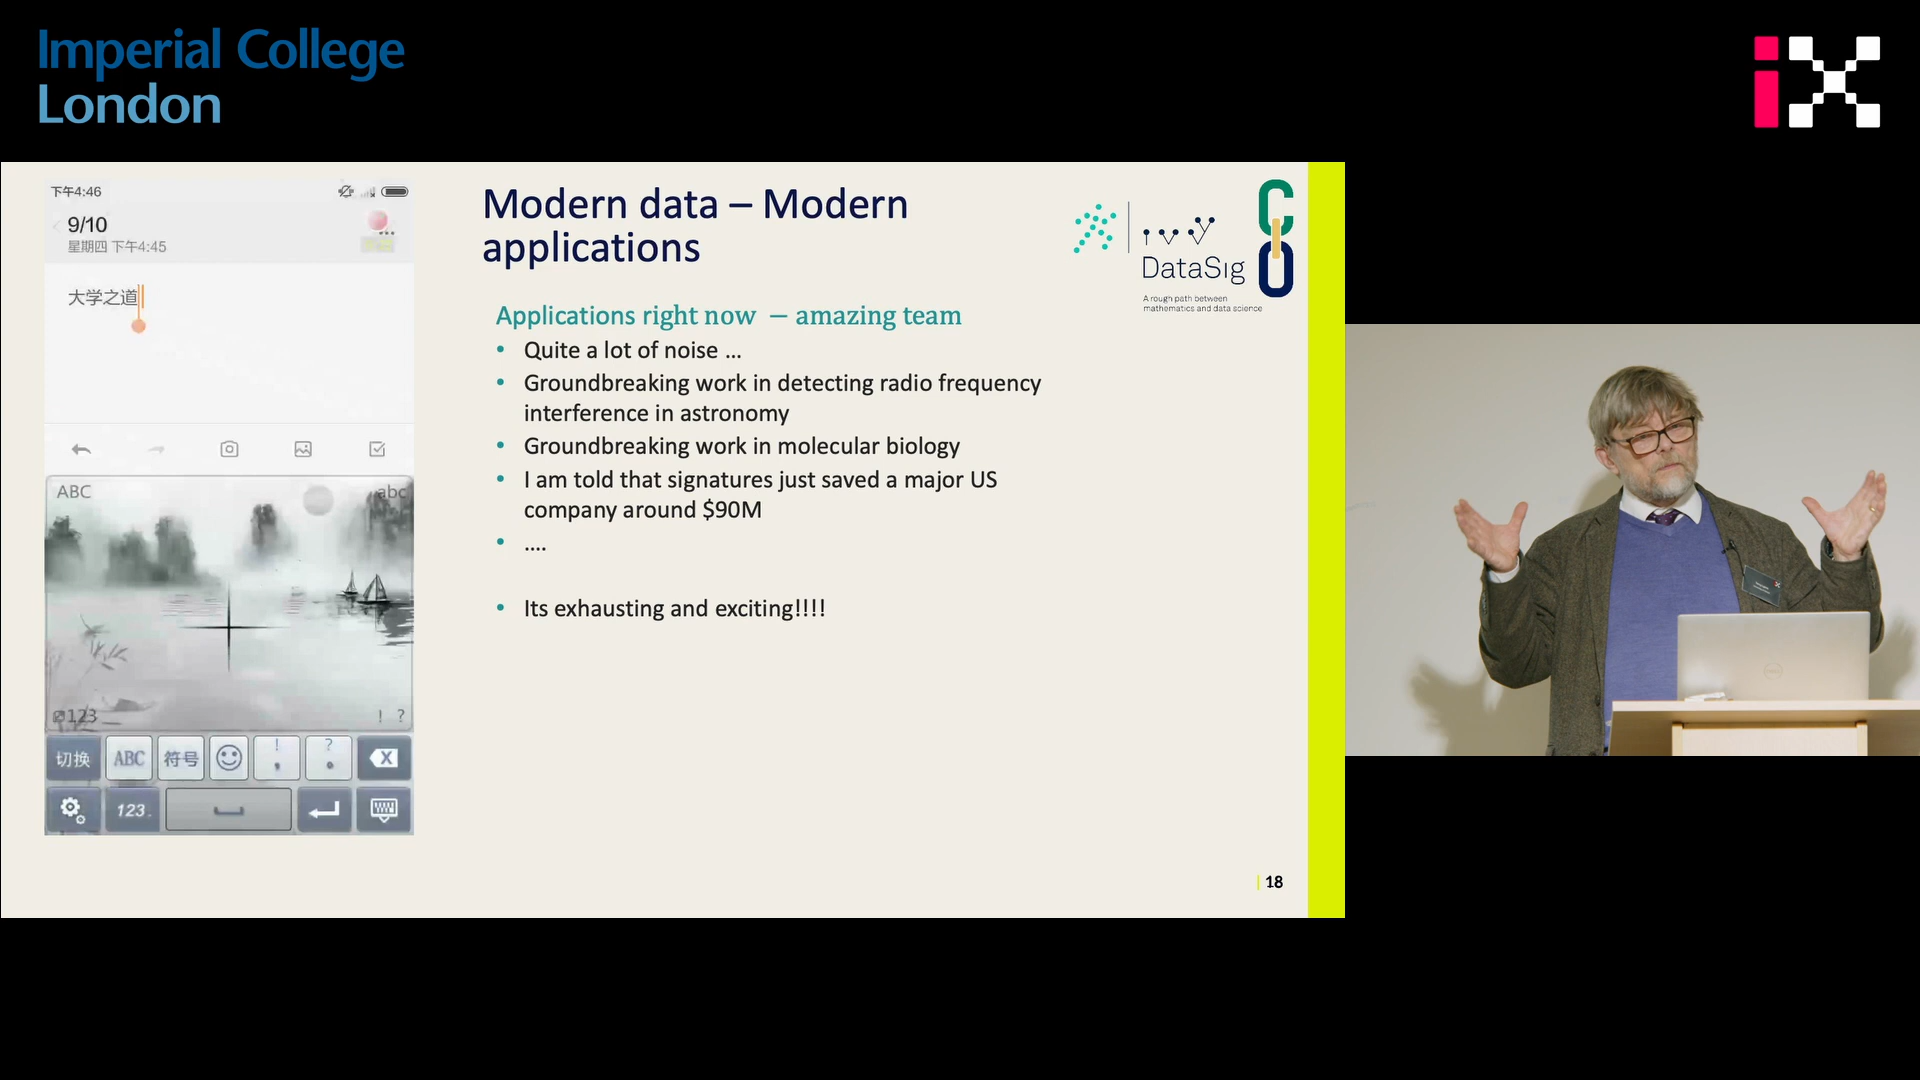 Imperial College
London
下午4:46
9/10
星期四 下午4:45
大学之道
ABC
abc
123
! ?
切换
ABC
符号
!
,
?
。
123.
Modern data – Modern
applications
DataSig
A rough path between
mathematics and data science
Applications right now – amazing team
• Quite a lot of noise ...
• Groundbreaking work in detecting radio frequency
interference in astronomy
• Groundbreaking work in molecular biology
• I am told that signatures just saved a major US
company around $90M
• ....
• Its exhausting and exciting!!!!
18